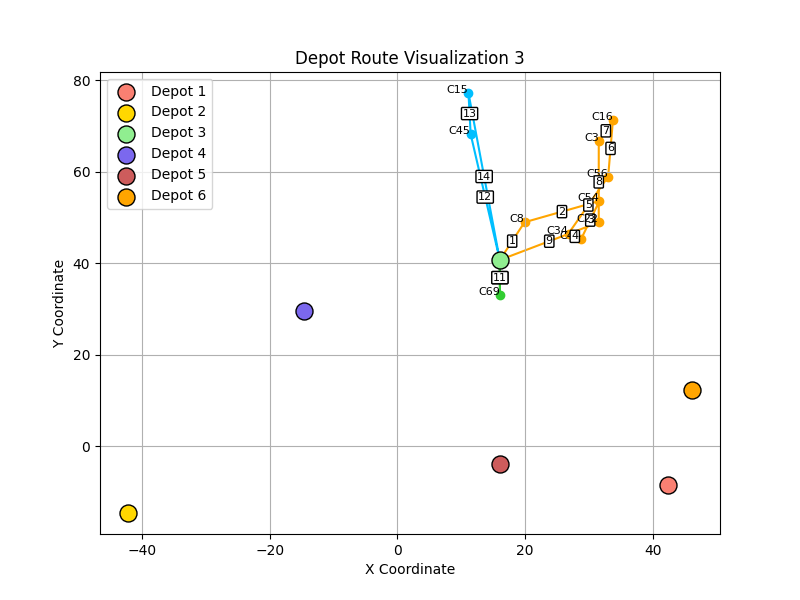 Depot Route Visualization 3
Depot 1
Depot 2
Depot 3
Depot 4
Depot 5
Depot 6
C15
13
C45
14
12
C16
7
C3
6
C56
8
C54
5
C8
2
C34
1
9
4
11
C69
80
60
40
20
0
Y Coordinate
−40
−20
0
20
40
X Coordinate